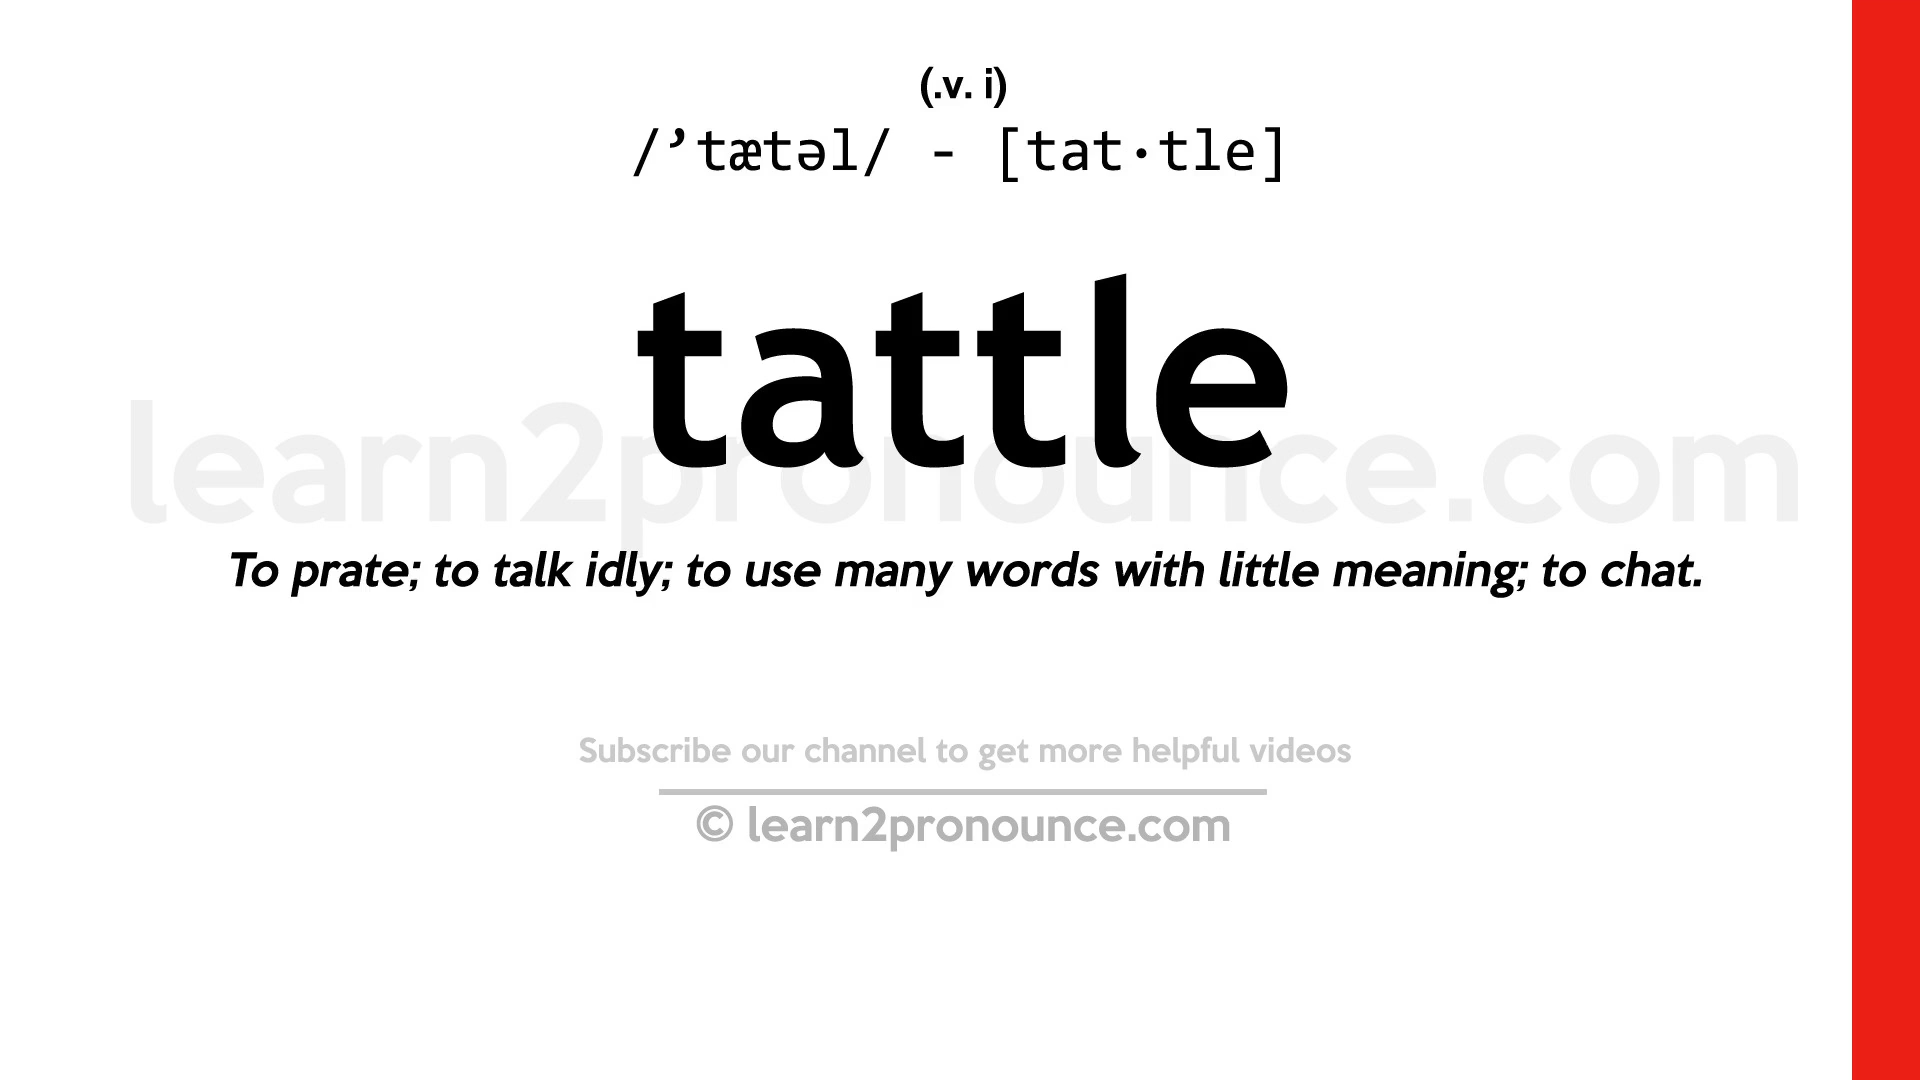 (.v. i)
/’tætəl/ - [tat·tle]
tattle
learn2pronounce.com
To prate; to talk idly; to use many words with little meaning; to chat.
Subscribe our channel to get more helpful videos
© learn2pronounce.com